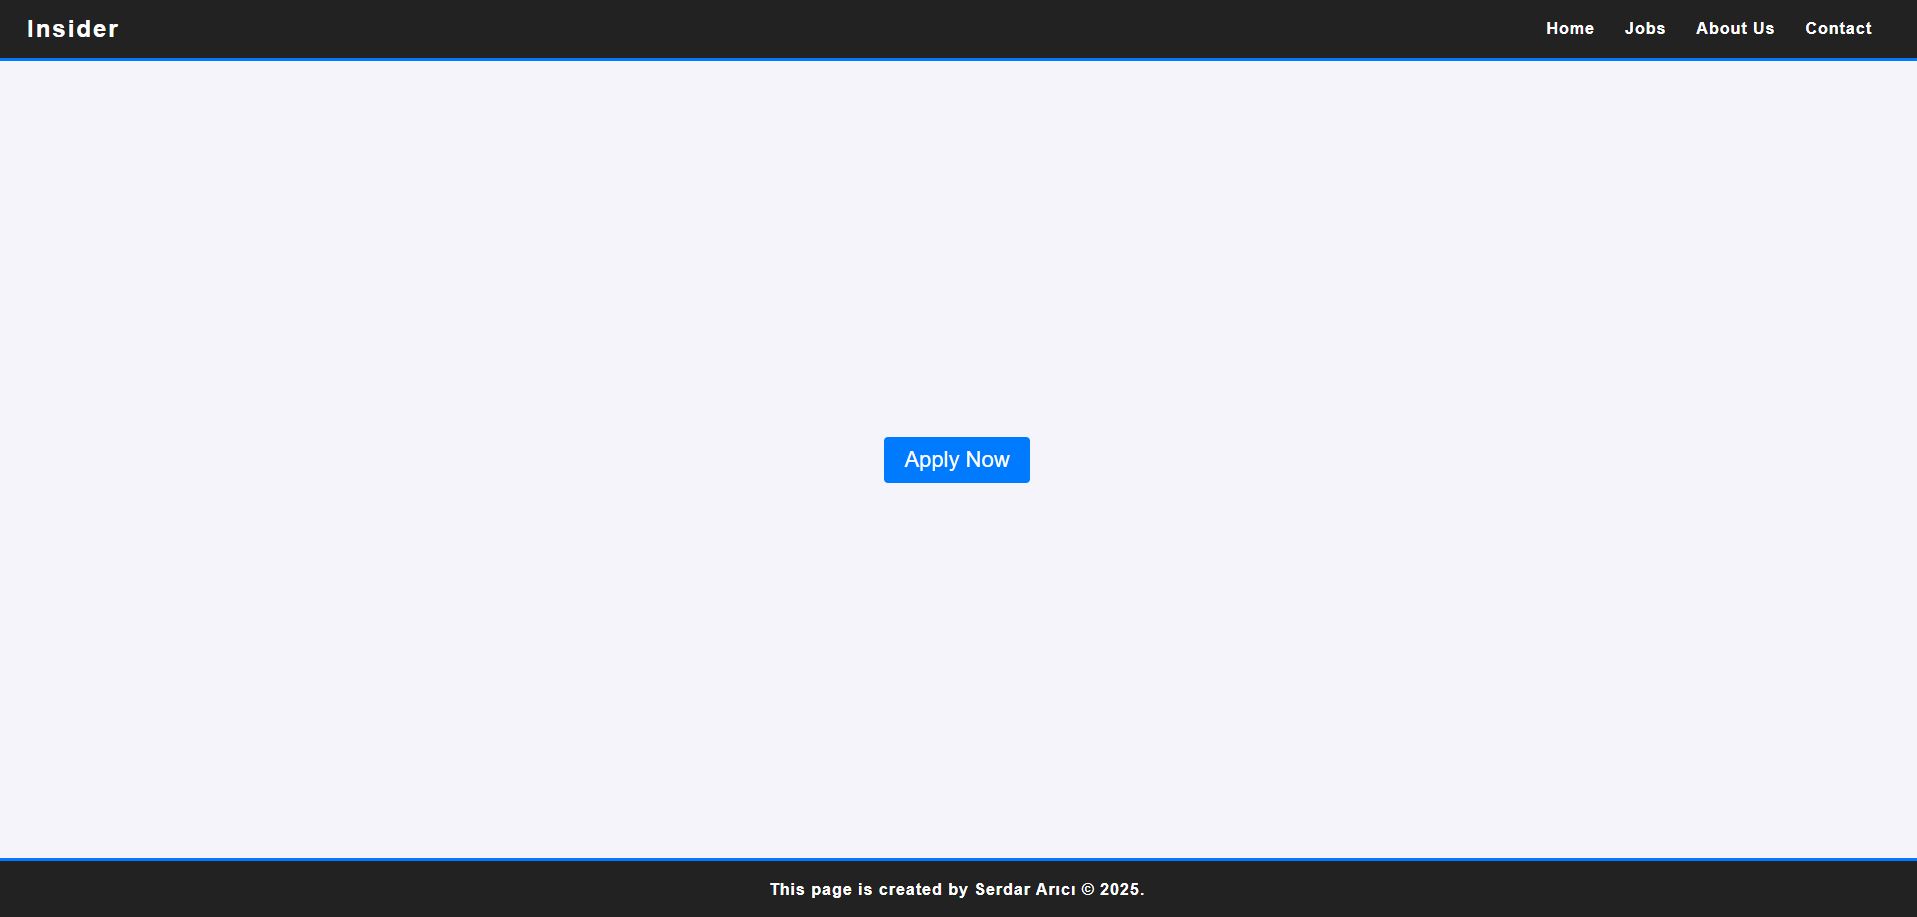 Insider
Home Jobs About Us Contact
Apply Now
This page is created by Serdar Arıcı © 2025.